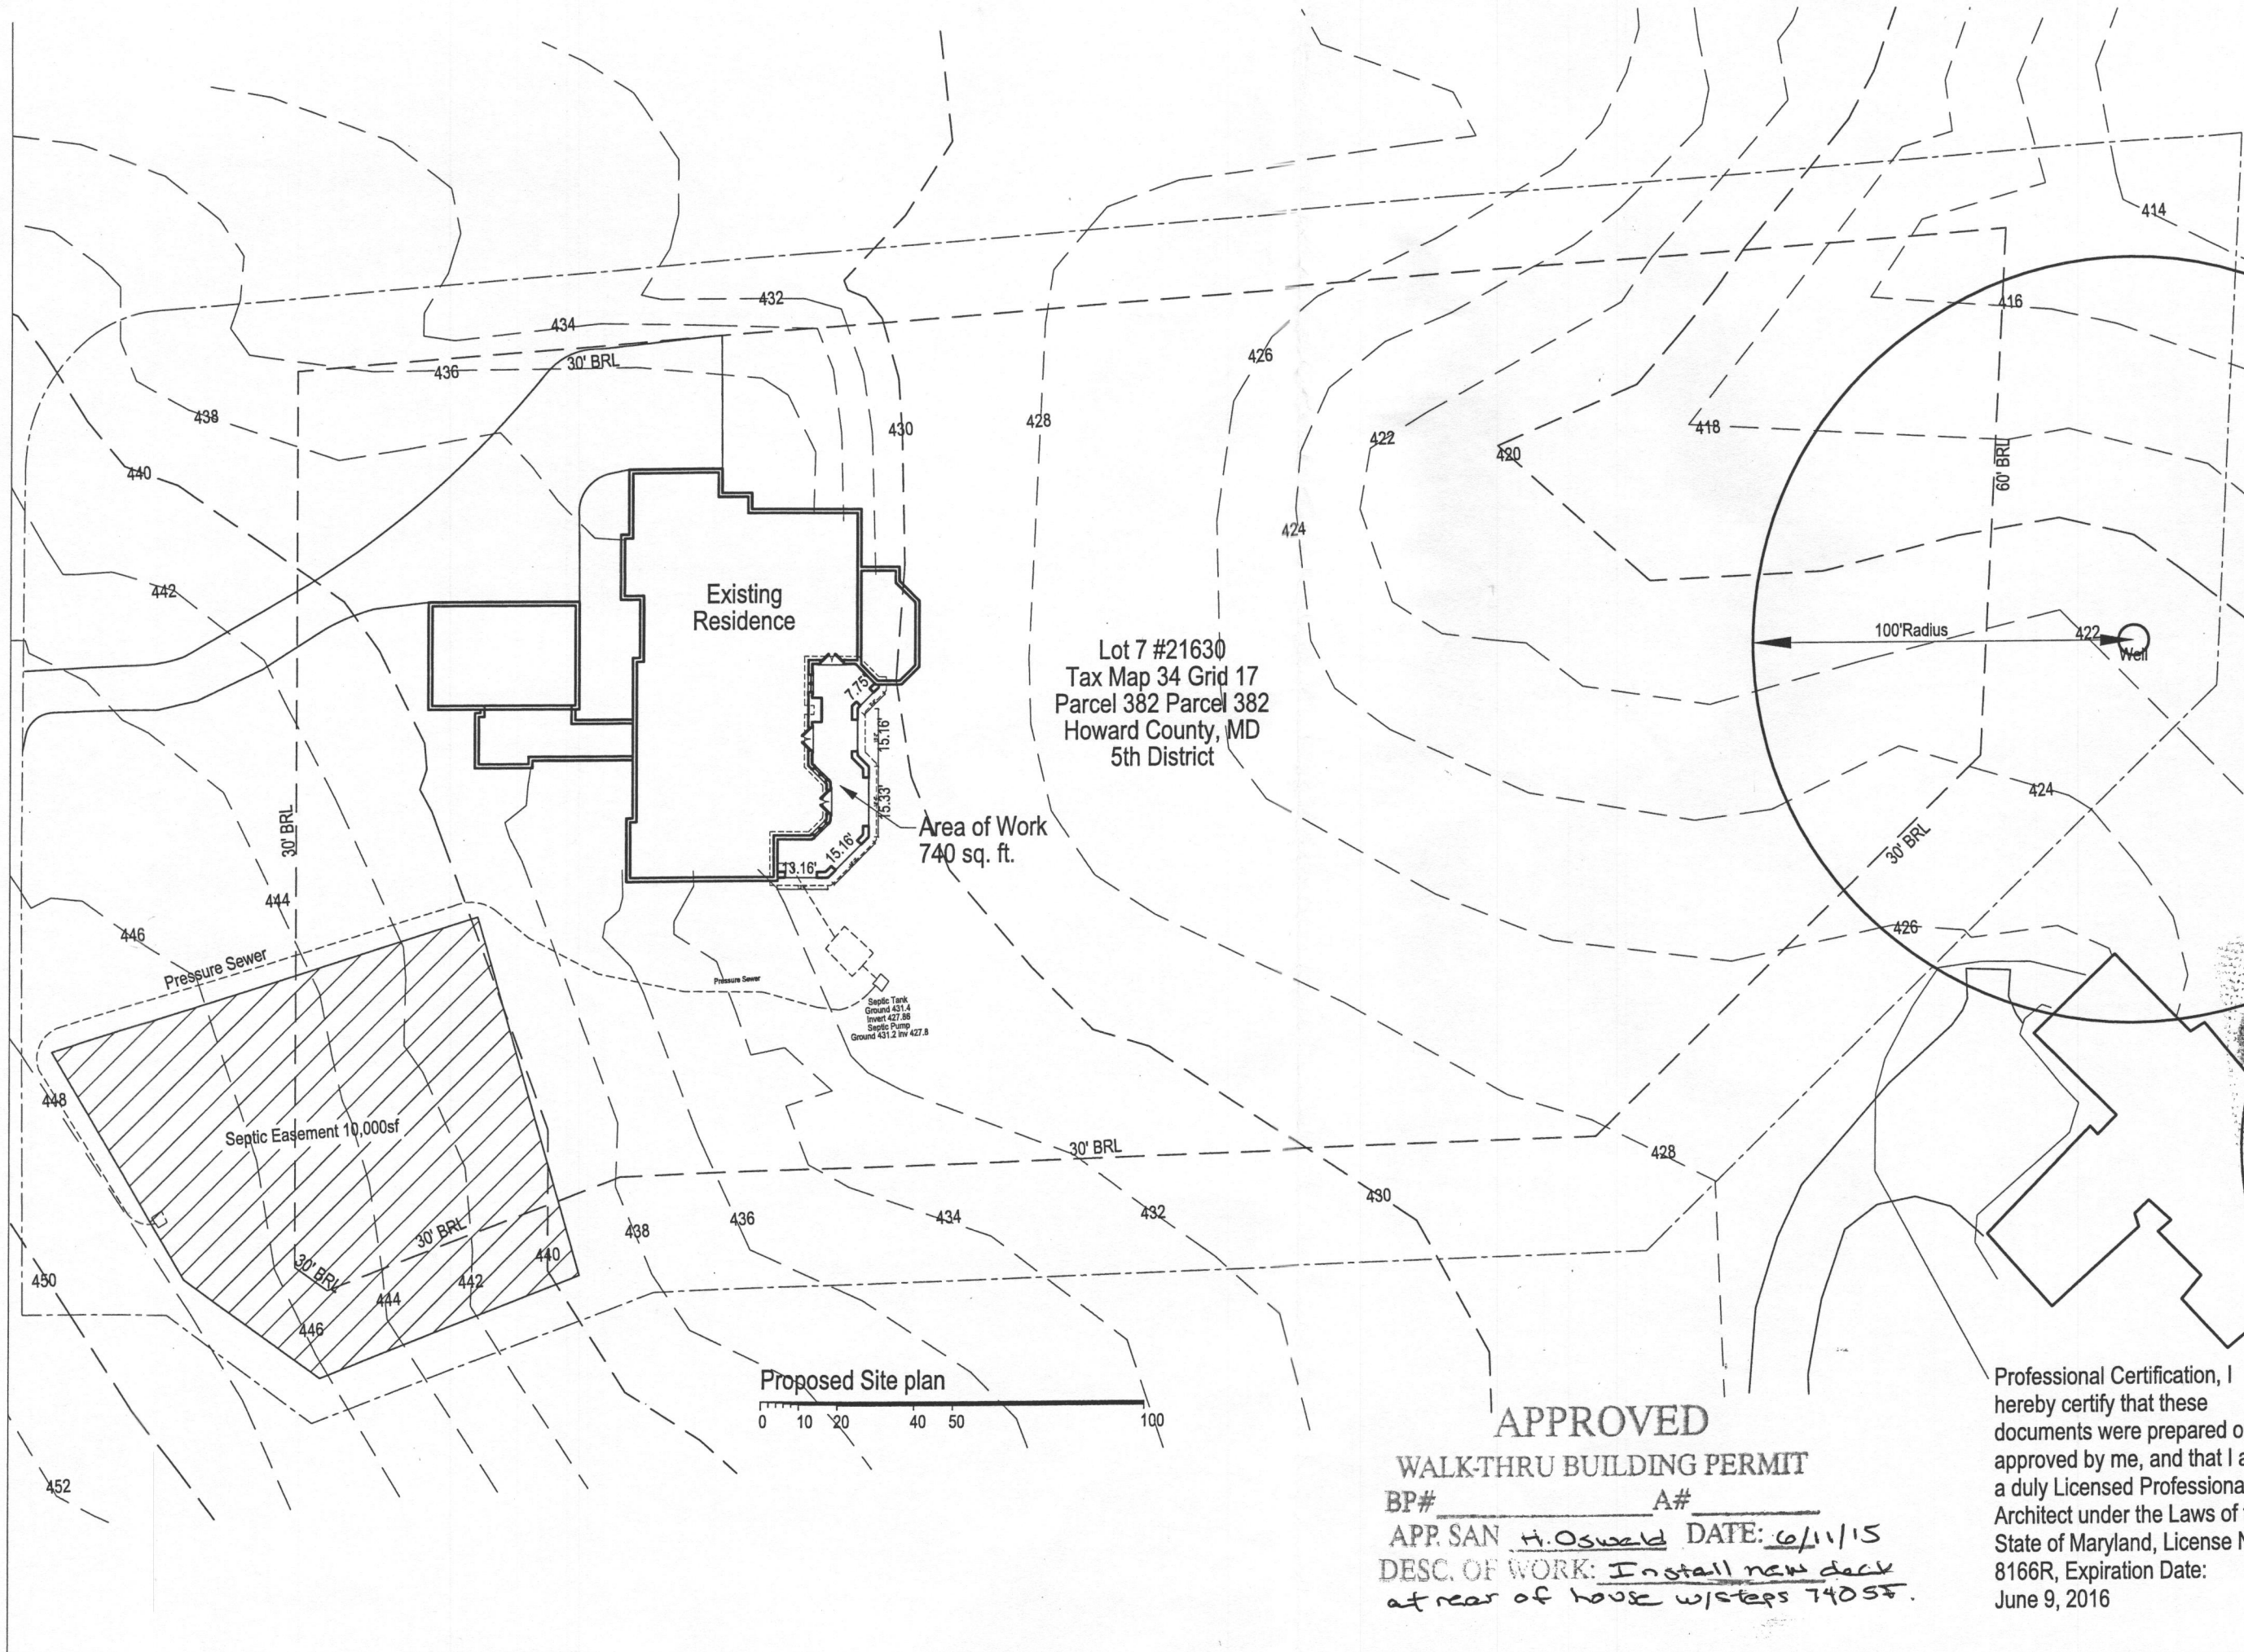 414
432
416
434
426
30' BRL
436
438
428
430
422
418
420
440
60' BRL
424
442
Existing
Residence
100'Radius
422
Well
Lot 7 #21630
Tax Map 34 Grid 17
Parcel 382 Parcel 382
Howard County, MD
5th District
7.75'
15.16'
15.33'
424
Area of Work
740 sq. ft.
30' BRL
30' BRL
15.16'
13.16'
444
426
446
Pressure Sewer
Pressure Sewer
Septic Tank
Ground 431.4
Invert 427.86
Septic Pump
Ground 431.2 Inv 427.8
448
Septic Easement 10,000sf
30' BRL
428
430
432
434
436
438
30' BRL
440
30' BRL
442
450
444
446
Proposed Site plan
0 10 20 40 50 100
452
APPROVED
WALK-THRU BUILDING PERMIT
BP# A#
APP. SAN H. Oswald DATE: 6/11/15
DESC. OF WORK: Install new deck
at rear of house w/steps 740 SF.
Professional Certification, I
hereby certify that these
documents were prepared o
approved by me, and that I a
a duly Licensed Professiona
Architect under the Laws of
State of Maryland, License N
8166R, Expiration Date:
June 9, 2016